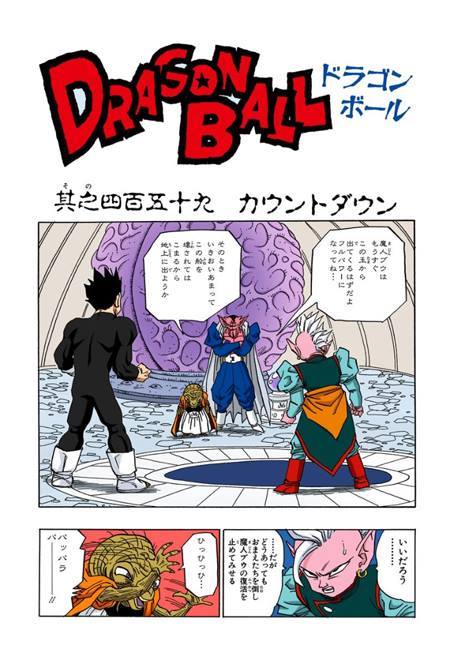 DRAGON
BALL
ドラゴン
ボール
其之四百五十九 カウントダウン
その
魔人ブウは
もうすぐ
この玉から
出てくるはずだよ
フルパワーに
なってね…
そのとき
いきおいあまって
この船を
壊されては
こまるから
地上に出ようか
いいだろう
………
……だが
どうあっても
おまえたちを倒し
魔人ブウの復活を
止めてみせる
ひっひっひ…
パッパラ
パ――!!